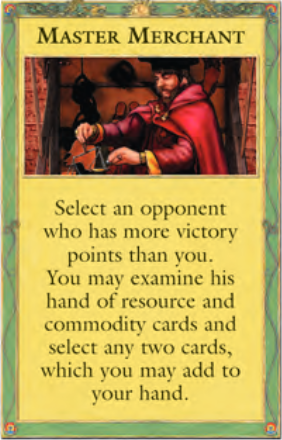 MASTER MERCHANT
Select an opponent
who has more victory
points than you.
You may examine his
hand of resource and
commodity cards and
select any two cards,
which you may add to
your hand.